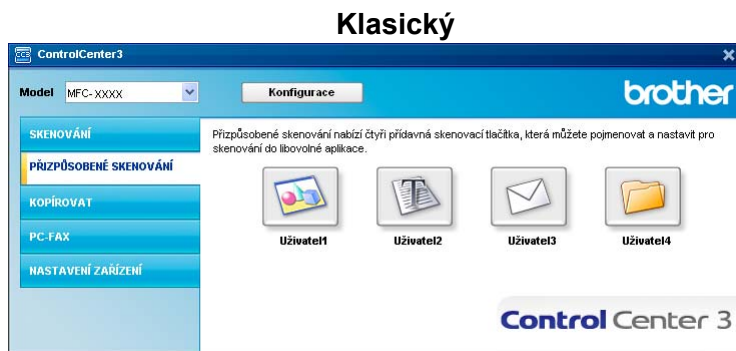 Klasický
CC3 ControlCenter3
Model MFC-XXXX Konfigurace brother
SKENOVÁNÍ
Přizpůsobené skenování nabízí čtyři přídavná skenovací tlačítka, která můžete pojmenovat a nastavit pro
skenování do libovolné aplikace.
PŘIZPŮSOBENÉ SKENOVÁNÍ
KOPÍROVAT
PC-FAX
NASTAVENÍ ZAŘÍZENÍ
Uživatel1 Uživatel2 Uživatel3 Uživatel4
Control Center 3